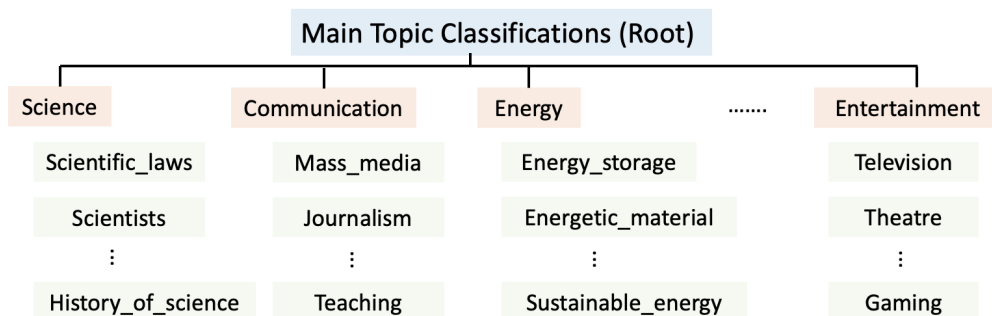 Main Topic Classifications (Root)
Science Communication Energy ……. Entertainment
Scientific_laws Mass_media Energy_storage Television
Scientists Journalism Energetic_material Theatre
⋮ ⋮ ⋮ ⋮
History_of_science Teaching Sustainable_energy Gaming